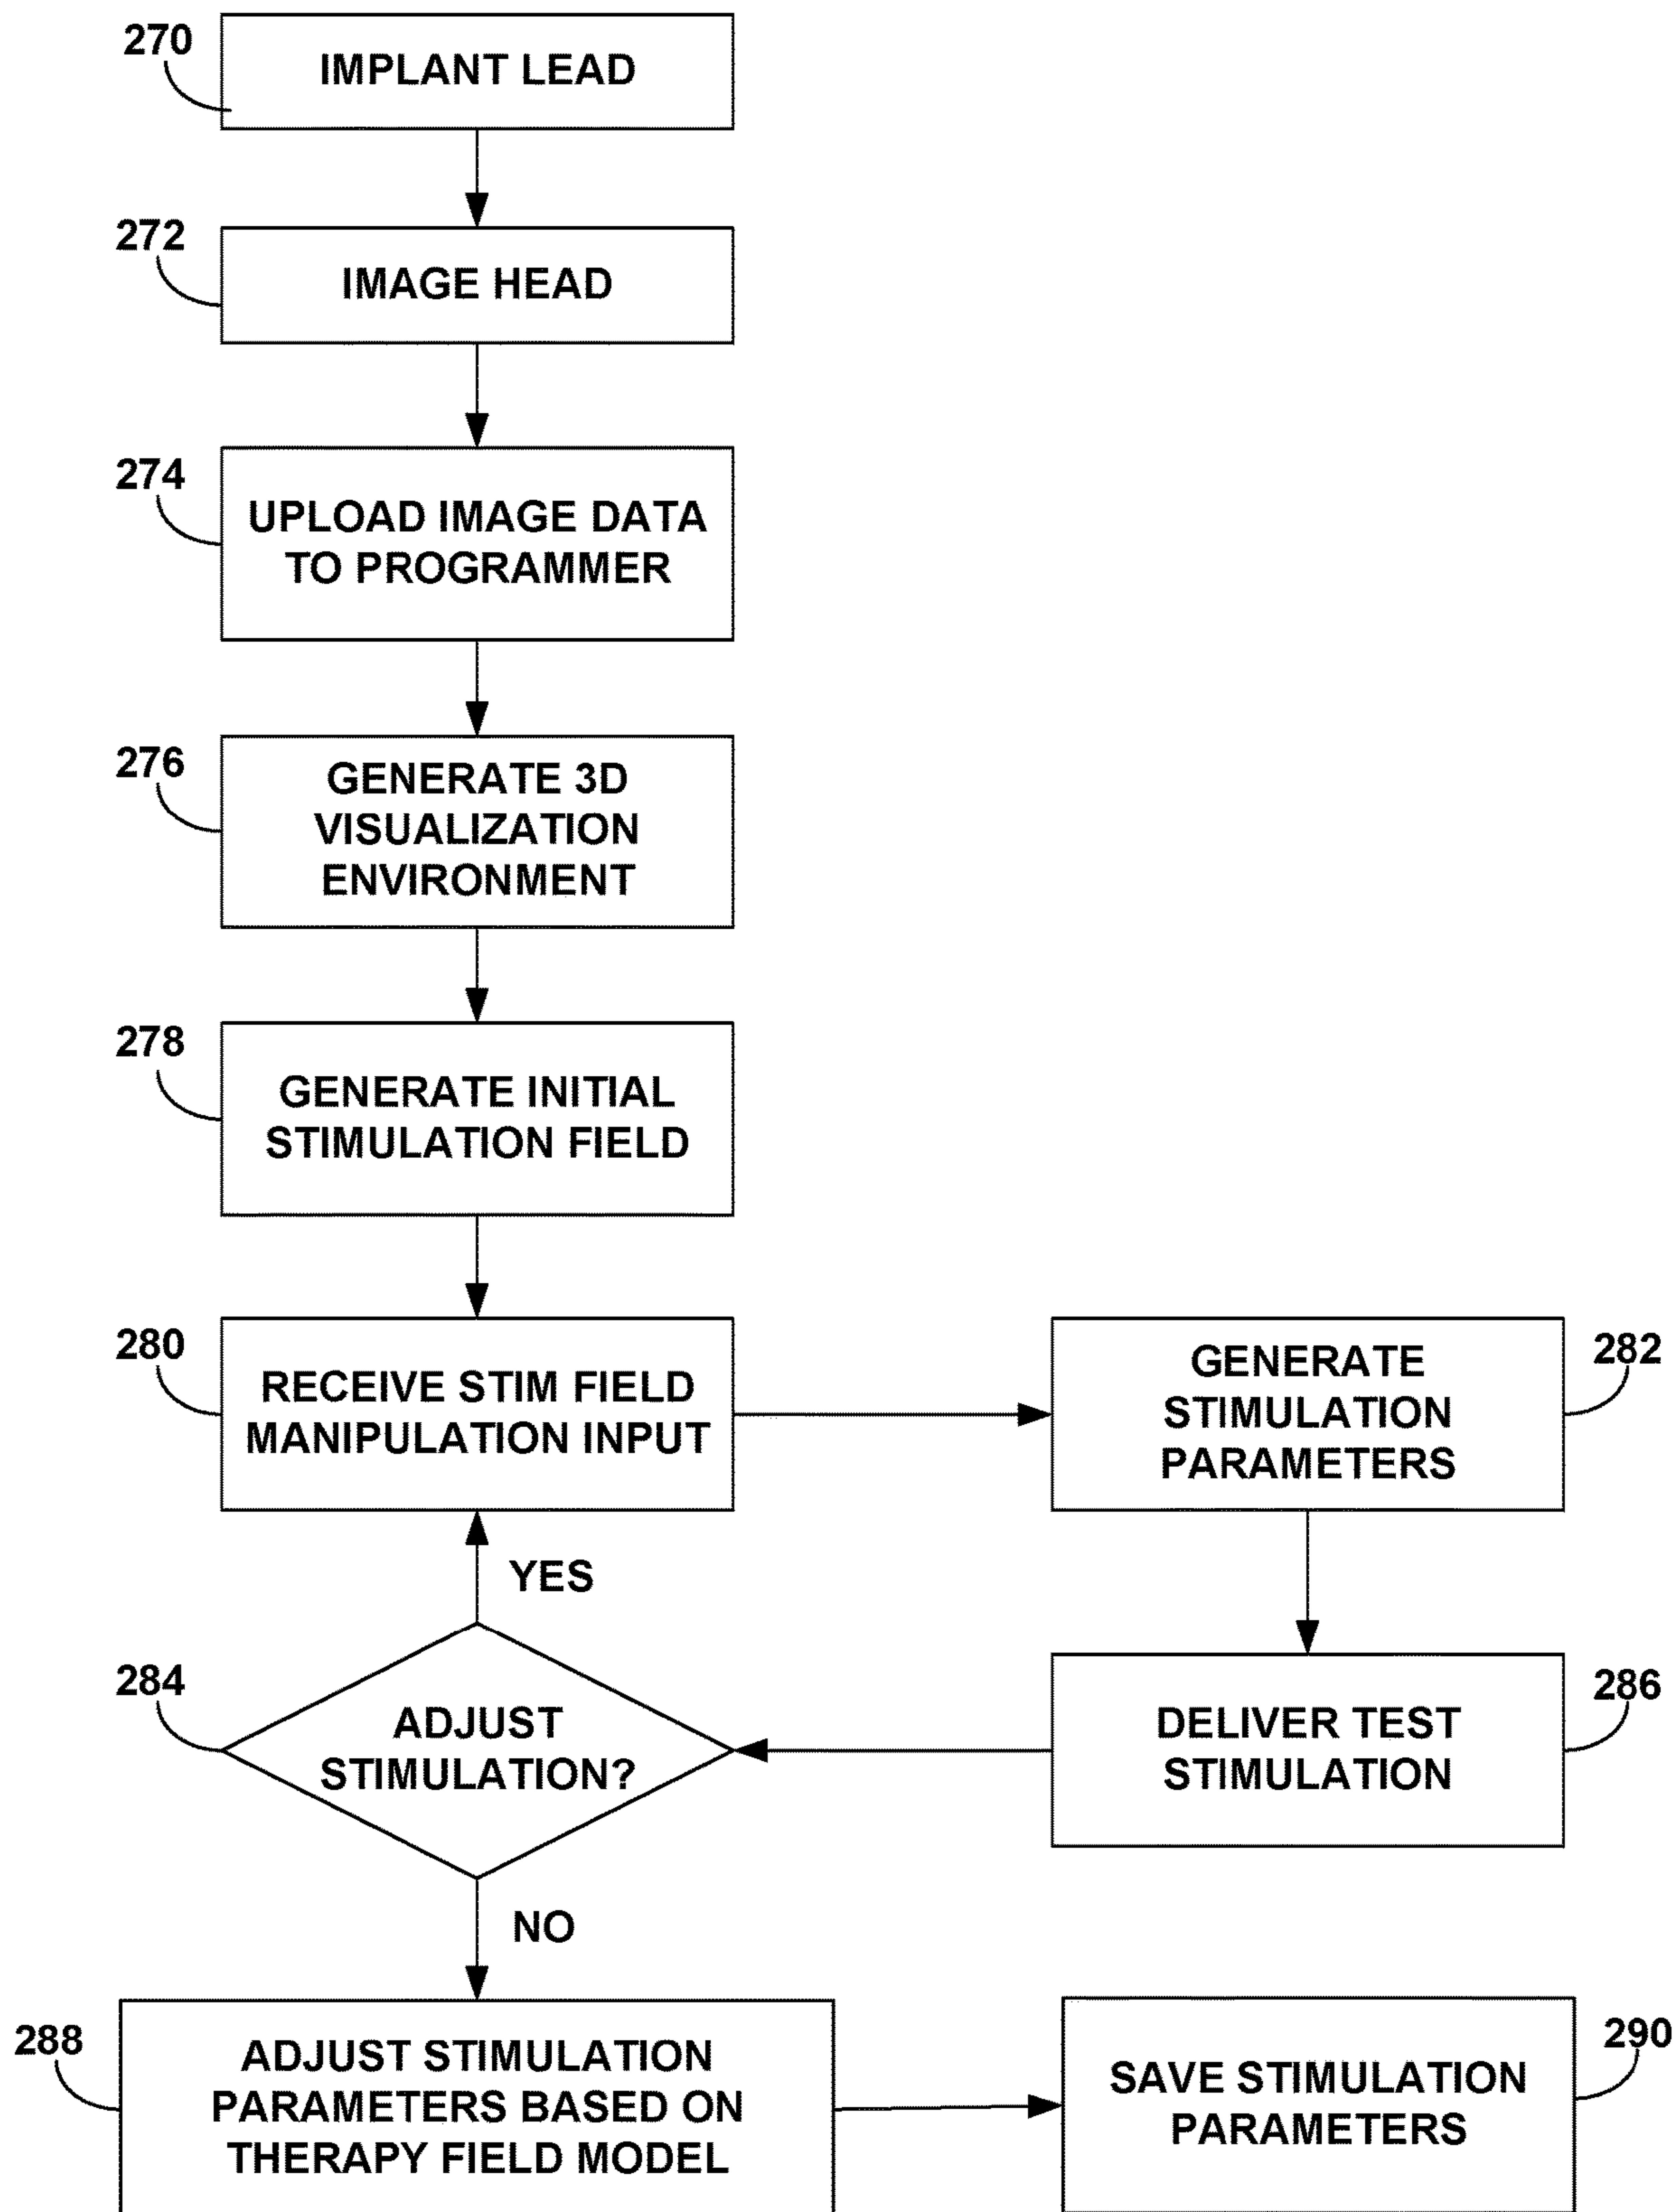 270
IMPLANT LEAD
272
IMAGE HEAD
274
UPLOAD IMAGE DATA
TO PROGRAMMER
276
GENERATE 3D
VISUALIZATION
ENVIRONMENT
278
GENERATE INITIAL
STIMULATION FIELD
280
RECEIVE STIM FIELD
MANIPULATION INPUT
282
GENERATE
STIMULATION
PARAMETERS
YES
284
ADJUST
STIMULATION?
286
DELIVER TEST
STIMULATION
NO
288
ADJUST STIMULATION
PARAMETERS BASED ON
THERAPY FIELD MODEL
290
SAVE STIMULATION
PARAMETERS